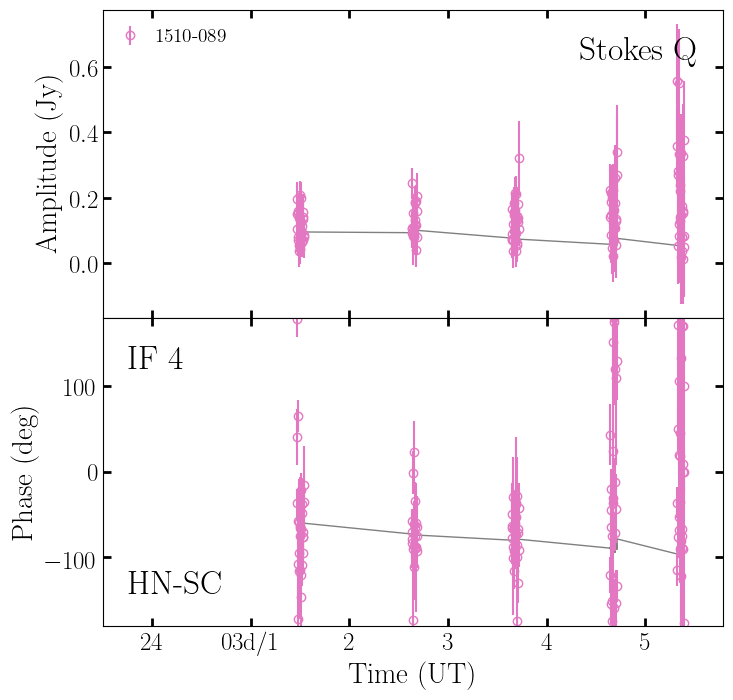 1510-089
Stokes Q
0.6
0.4
0.2
0.0
Amplitude (Jy)
IF 4
100
0
−100
Phase (deg)
HN-SC
24 03d/1 2 3 4 5
Time (UT)